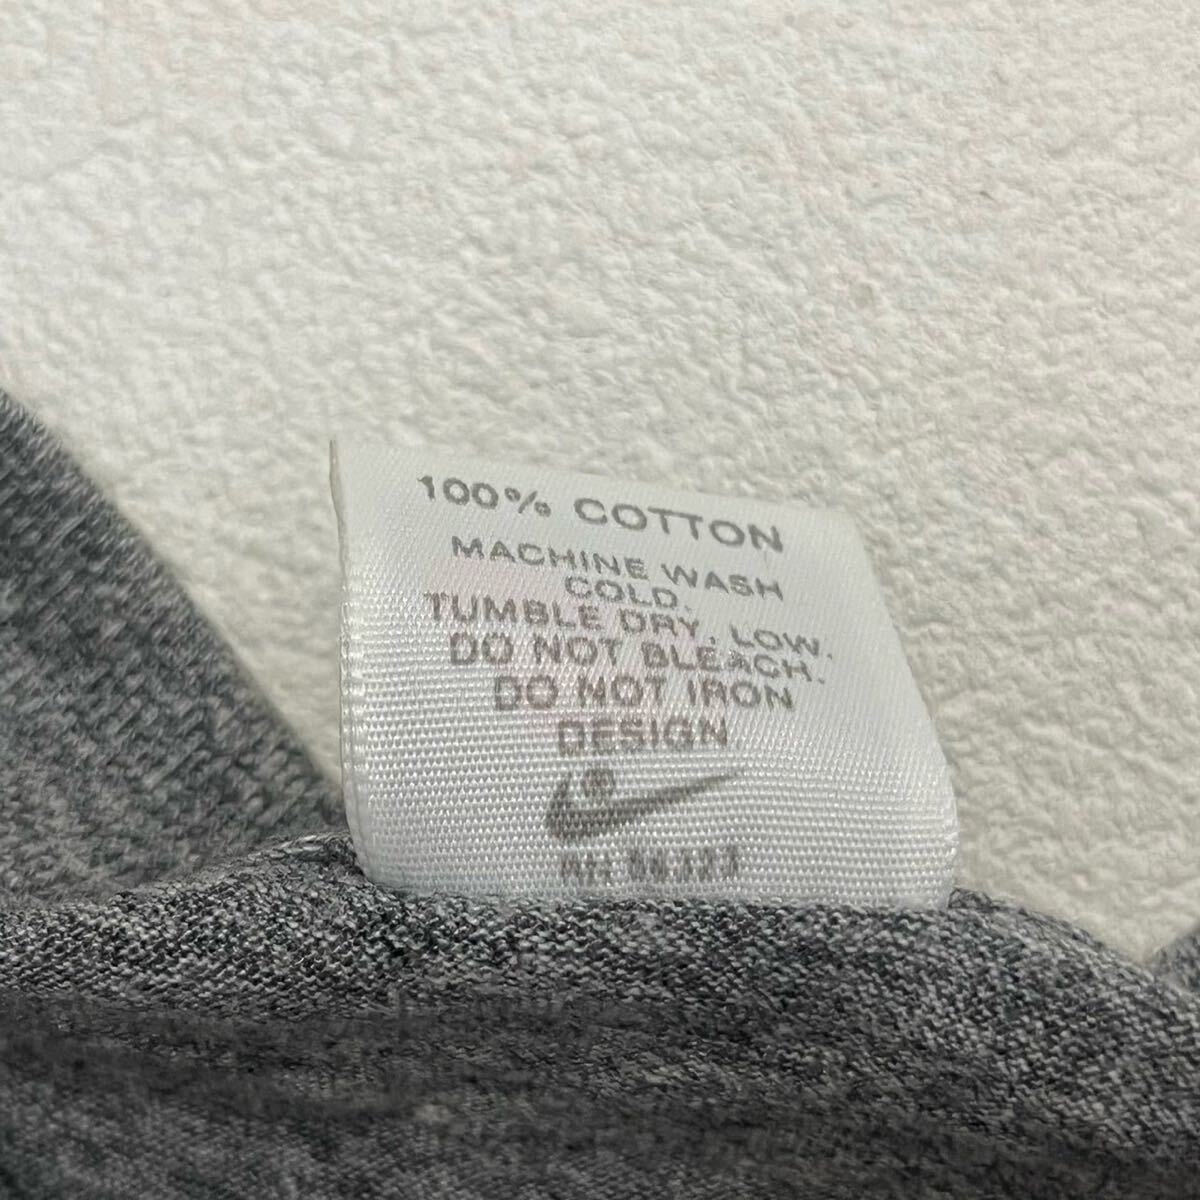 100% COTTON
MACHINE WASH
COLD.
TUMBLE DRY, LOW.
DO NOT BLEACH.
DO NOT IRON
DESIGN